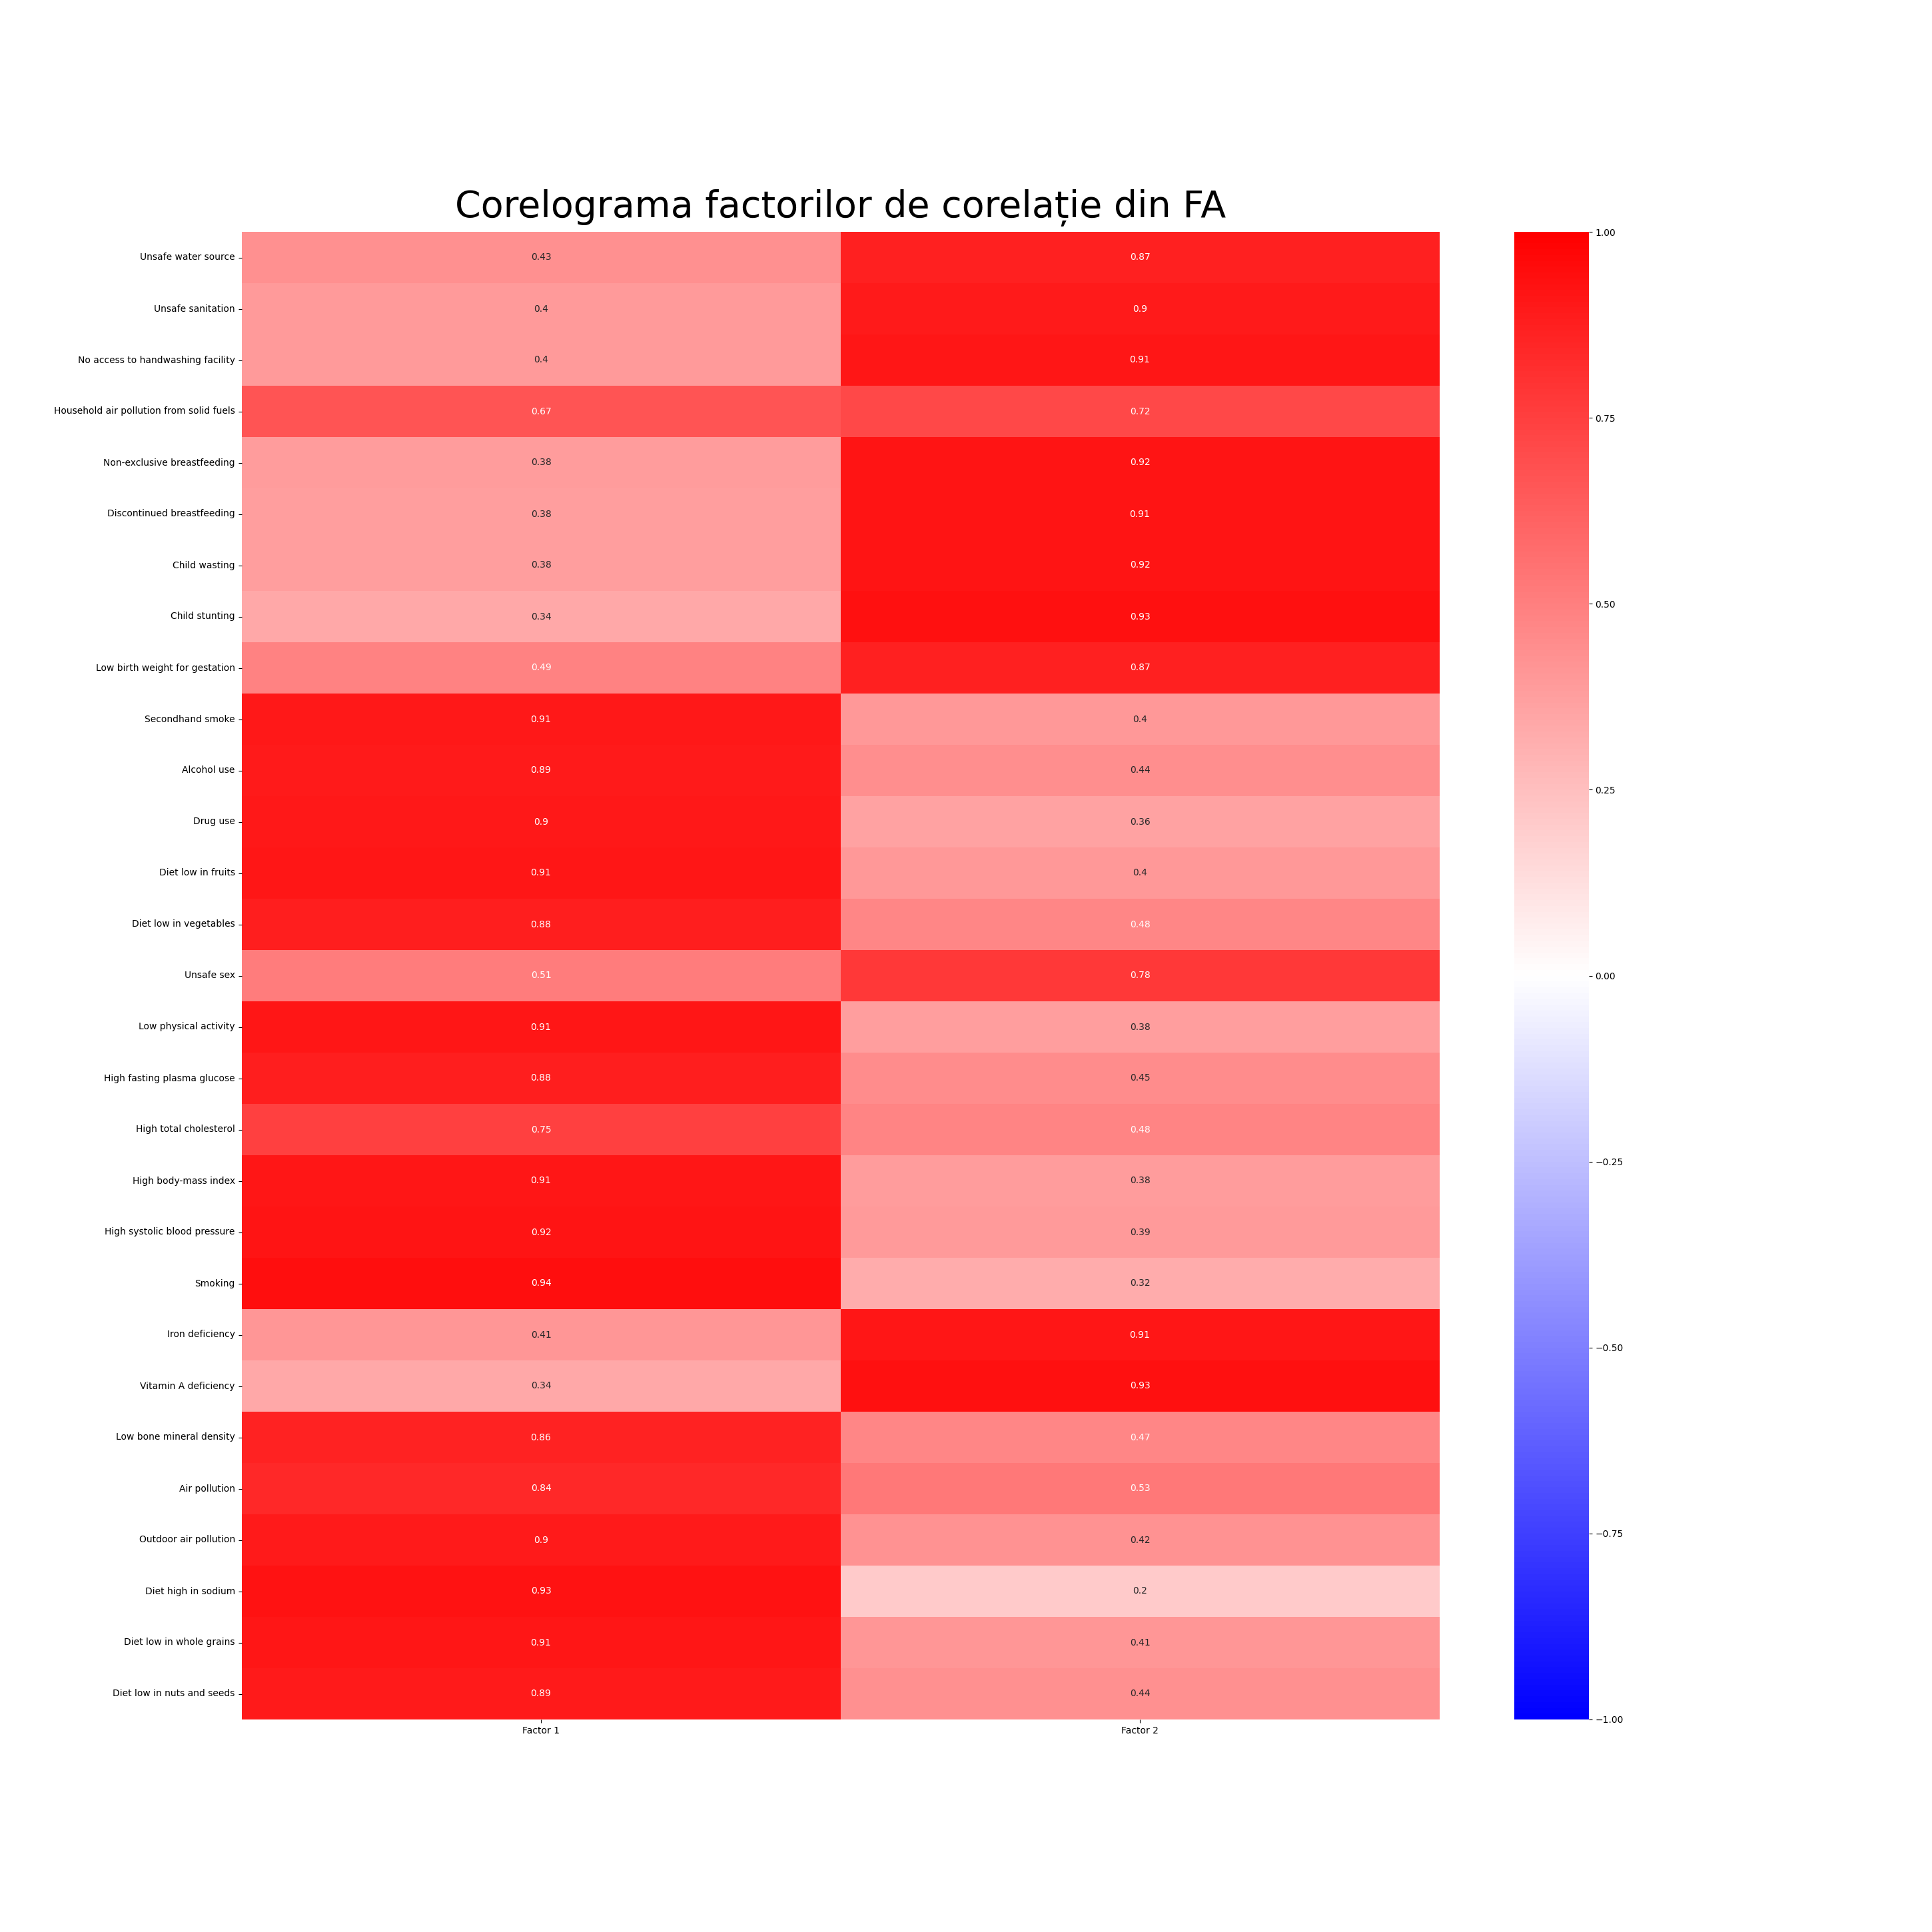 Corelograma factorilor de corelație din FA
Unsafe water source 0.43 0.87 1.00
Unsafe sanitation 0.4 0.9
No access to handwashing facility 0.4 0.91
Household air pollution from solid fuels 0.67 0.72 0.75
Non-exclusive breastfeeding 0.38 0.92
Discontinued breastfeeding 0.38 0.91
Child wasting 0.38 0.92
Child stunting 0.34 0.93 0.50
Low birth weight for gestation 0.49 0.87
Secondhand smoke 0.91 0.4
Alcohol use 0.89 0.44 0.25
Drug use 0.9 0.36
Diet low in fruits 0.91 0.4
Diet low in vegetables 0.88 0.48
Unsafe sex 0.51 0.78 0.00
Low physical activity 0.91 0.38
High fasting plasma glucose 0.88 0.45
High total cholesterol 0.75 0.48 −0.25
High body-mass index 0.91 0.38
High systolic blood pressure 0.92 0.39
Smoking 0.94 0.32
Iron deficiency 0.41 0.91 −0.50
Vitamin A deficiency 0.34 0.93
Low bone mineral density 0.86 0.47
Air pollution 0.84 0.53
Outdoor air pollution 0.9 0.42 −0.75
Diet high in sodium 0.93 0.2
Diet low in whole grains 0.91 0.41
Diet low in nuts and seeds 0.89 0.44 −1.00
Factor 1 Factor 2